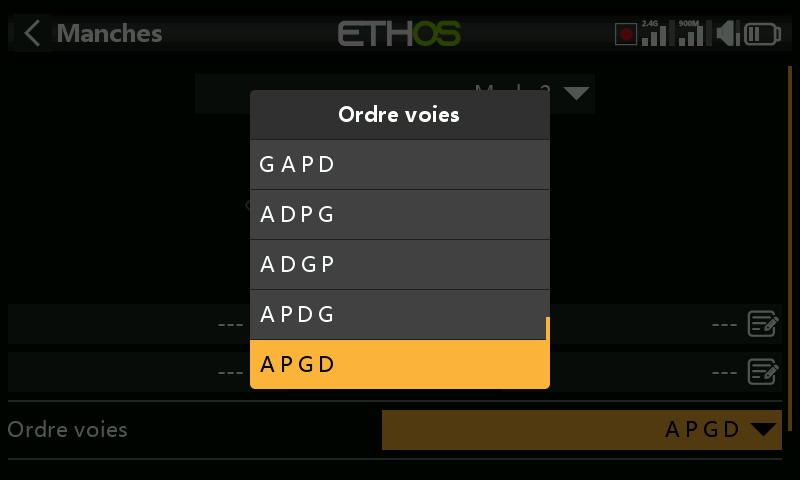 Manches
ETHOS
2.4G
900M
Ordre voies
G A P D
A D P G
A D G P
A P D G
A P G D
---
---
---
---
Ordre voies
A P G D